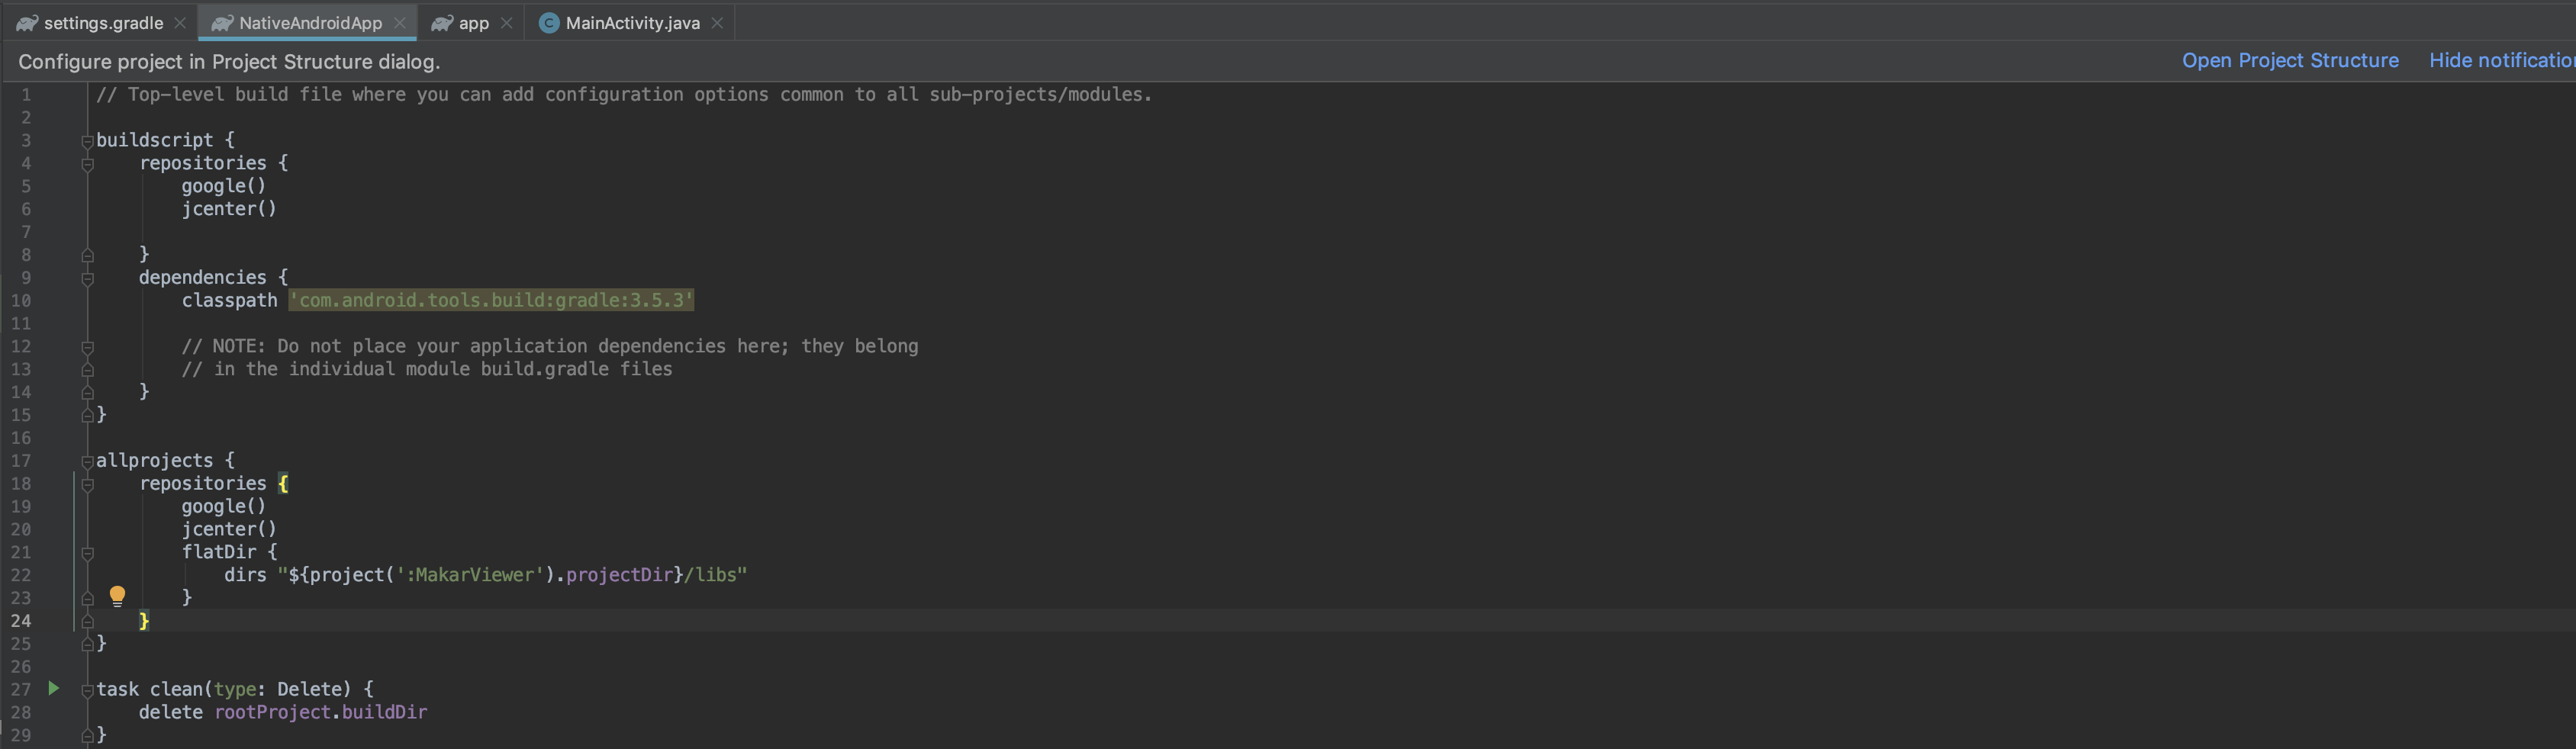 settings.gradle NativeAndroidApp app MainActivity.java
Configure project in Project Structure dialog. Open Project Structure Hide notification
1 // Top-level build file where you can add configuration options common to all sub-projects/modules.
2
3 buildscript {
4 repositories {
5 google()
6 jcenter()
7
8 }
9 dependencies {
10 classpath 'com.android.tools.build:gradle:3.5.3'
11
12 // NOTE: Do not place your application dependencies here; they belong
13 // in the individual module build.gradle files
14 }
15 }
16
17 allprojects {
18 repositories {
19 google()
20 jcenter()
21 flatDir {
22 dirs "${project(':MakarViewer').projectDir}/libs"
23 }
24 }
25 }
26
27 task clean(type: Delete) {
28 delete rootProject.buildDir
29 }